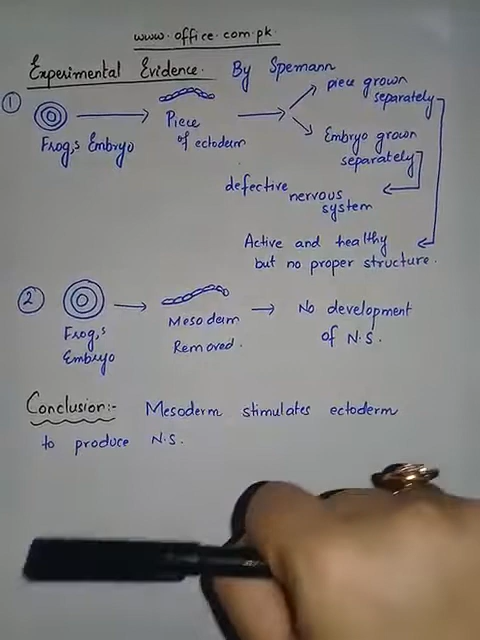 www.office.com.pk.
Experimental Evidence. By Spemann
1
Frog,s Embryo
Piece
of ectoderm
piece grown
separately
Embryo grown
separately
defective nervous
system
Active and healthy
but no proper structure.
2
Frog,s
Embryo
Mesoderm
Removed.
No development
of N.S.
Conclusion:- Mesoderm stimulates ectoderm
to produce N.S.